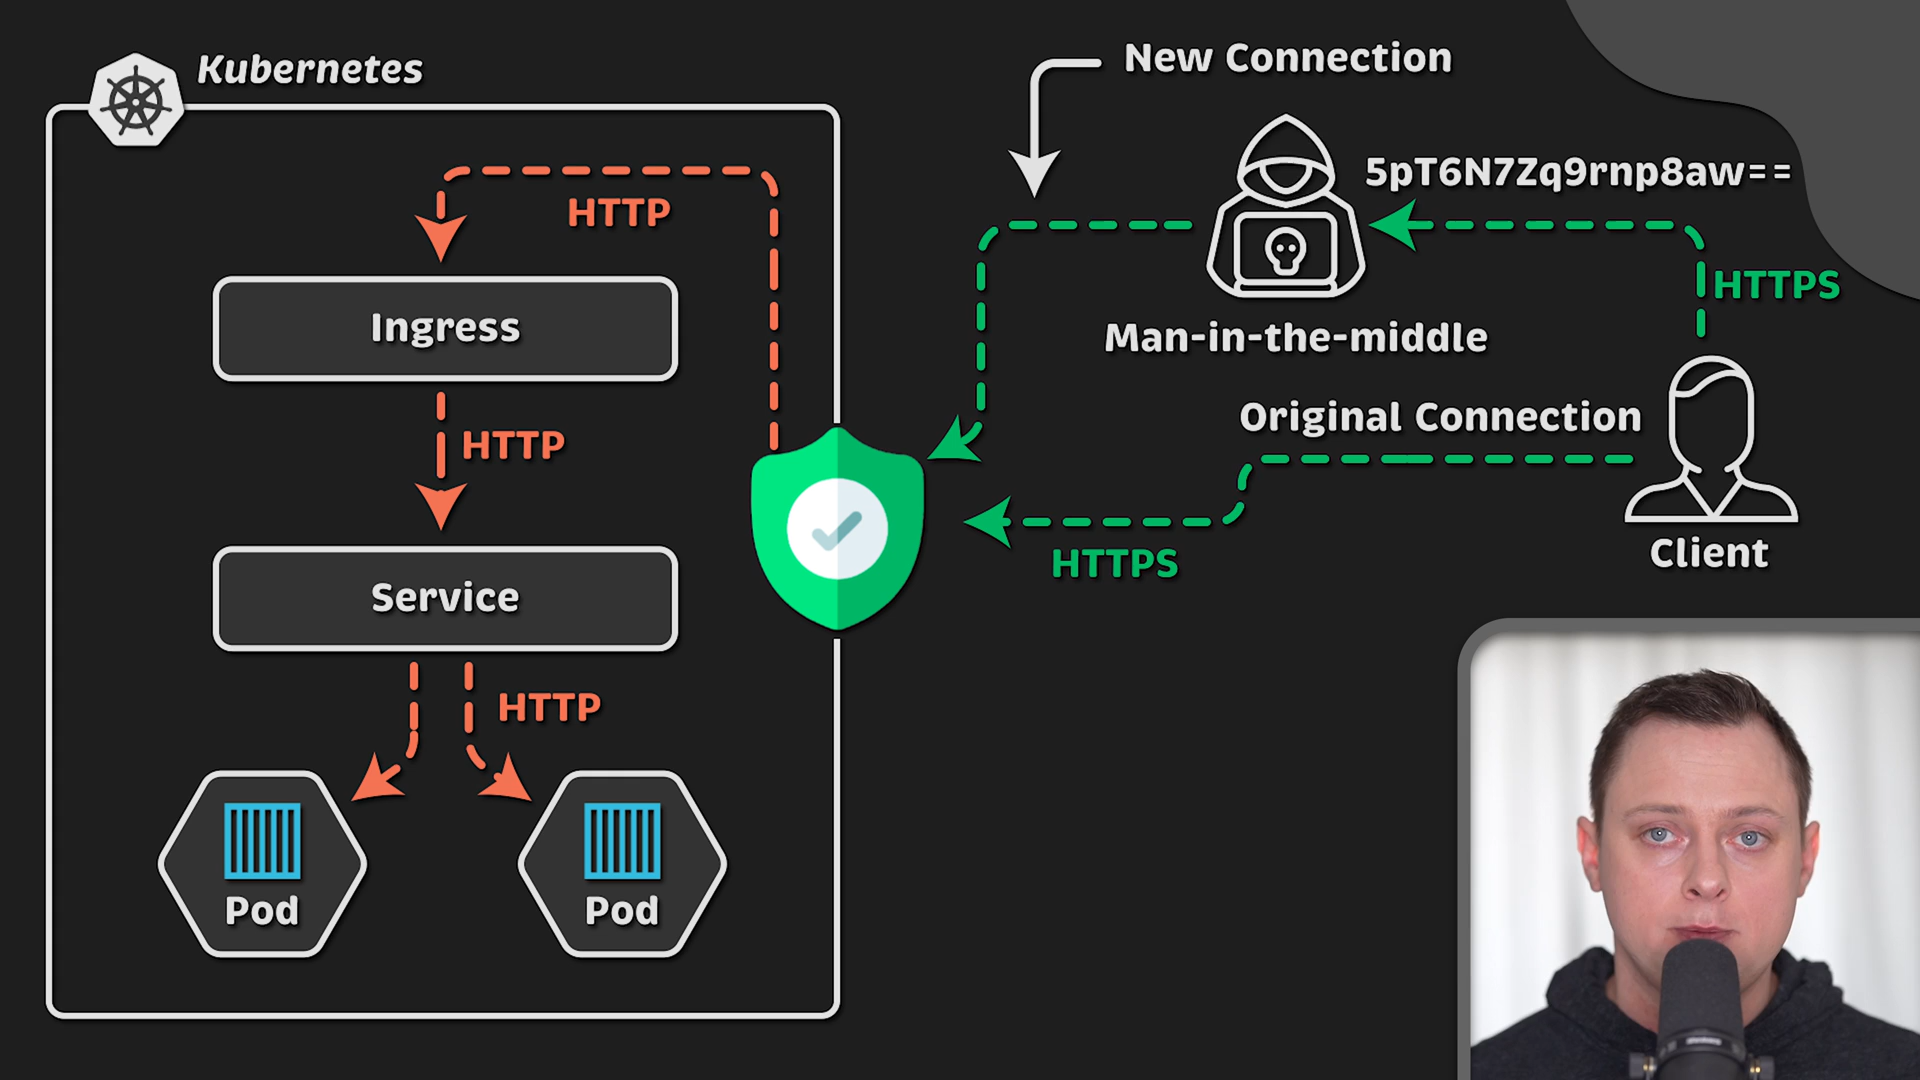 Kubernetes
New Connection
5pT6N7Zq9rnp8aw==
HTTP
HTTPS
Ingress
Man-in-the-middle
Original Connection
HTTP
Client
HTTPS
Service
HTTP
Pod
Pod